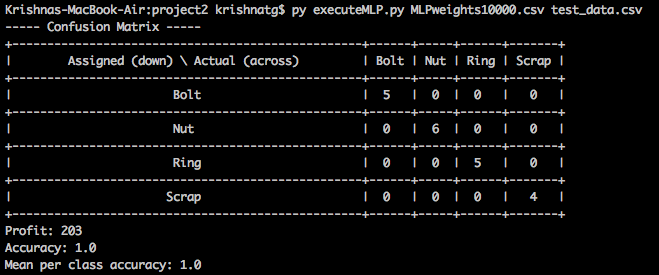 Krishnas-MacBook-Air:project2 krishnatg$ py executeMLP.py MLPweights10000.csv test_data.csv
----- Confusion Matrix -----
| Assigned (down) \ Actual (across) | Bolt | Nut | Ring | Scrap |
| Bolt | 5 | 0 | 0 | 0 |
| Nut | 0 | 6 | 0 | 0 |
| Ring | 0 | 0 | 5 | 0 |
| Scrap | 0 | 0 | 0 | 4 |
Profit: 203
Accuracy: 1.0
Mean per class accuracy: 1.0